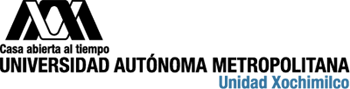 Casa abierta al tiempo
UNIVERSIDAD AUTÓNOMA METROPOLITANA
Unidad Xochimilco